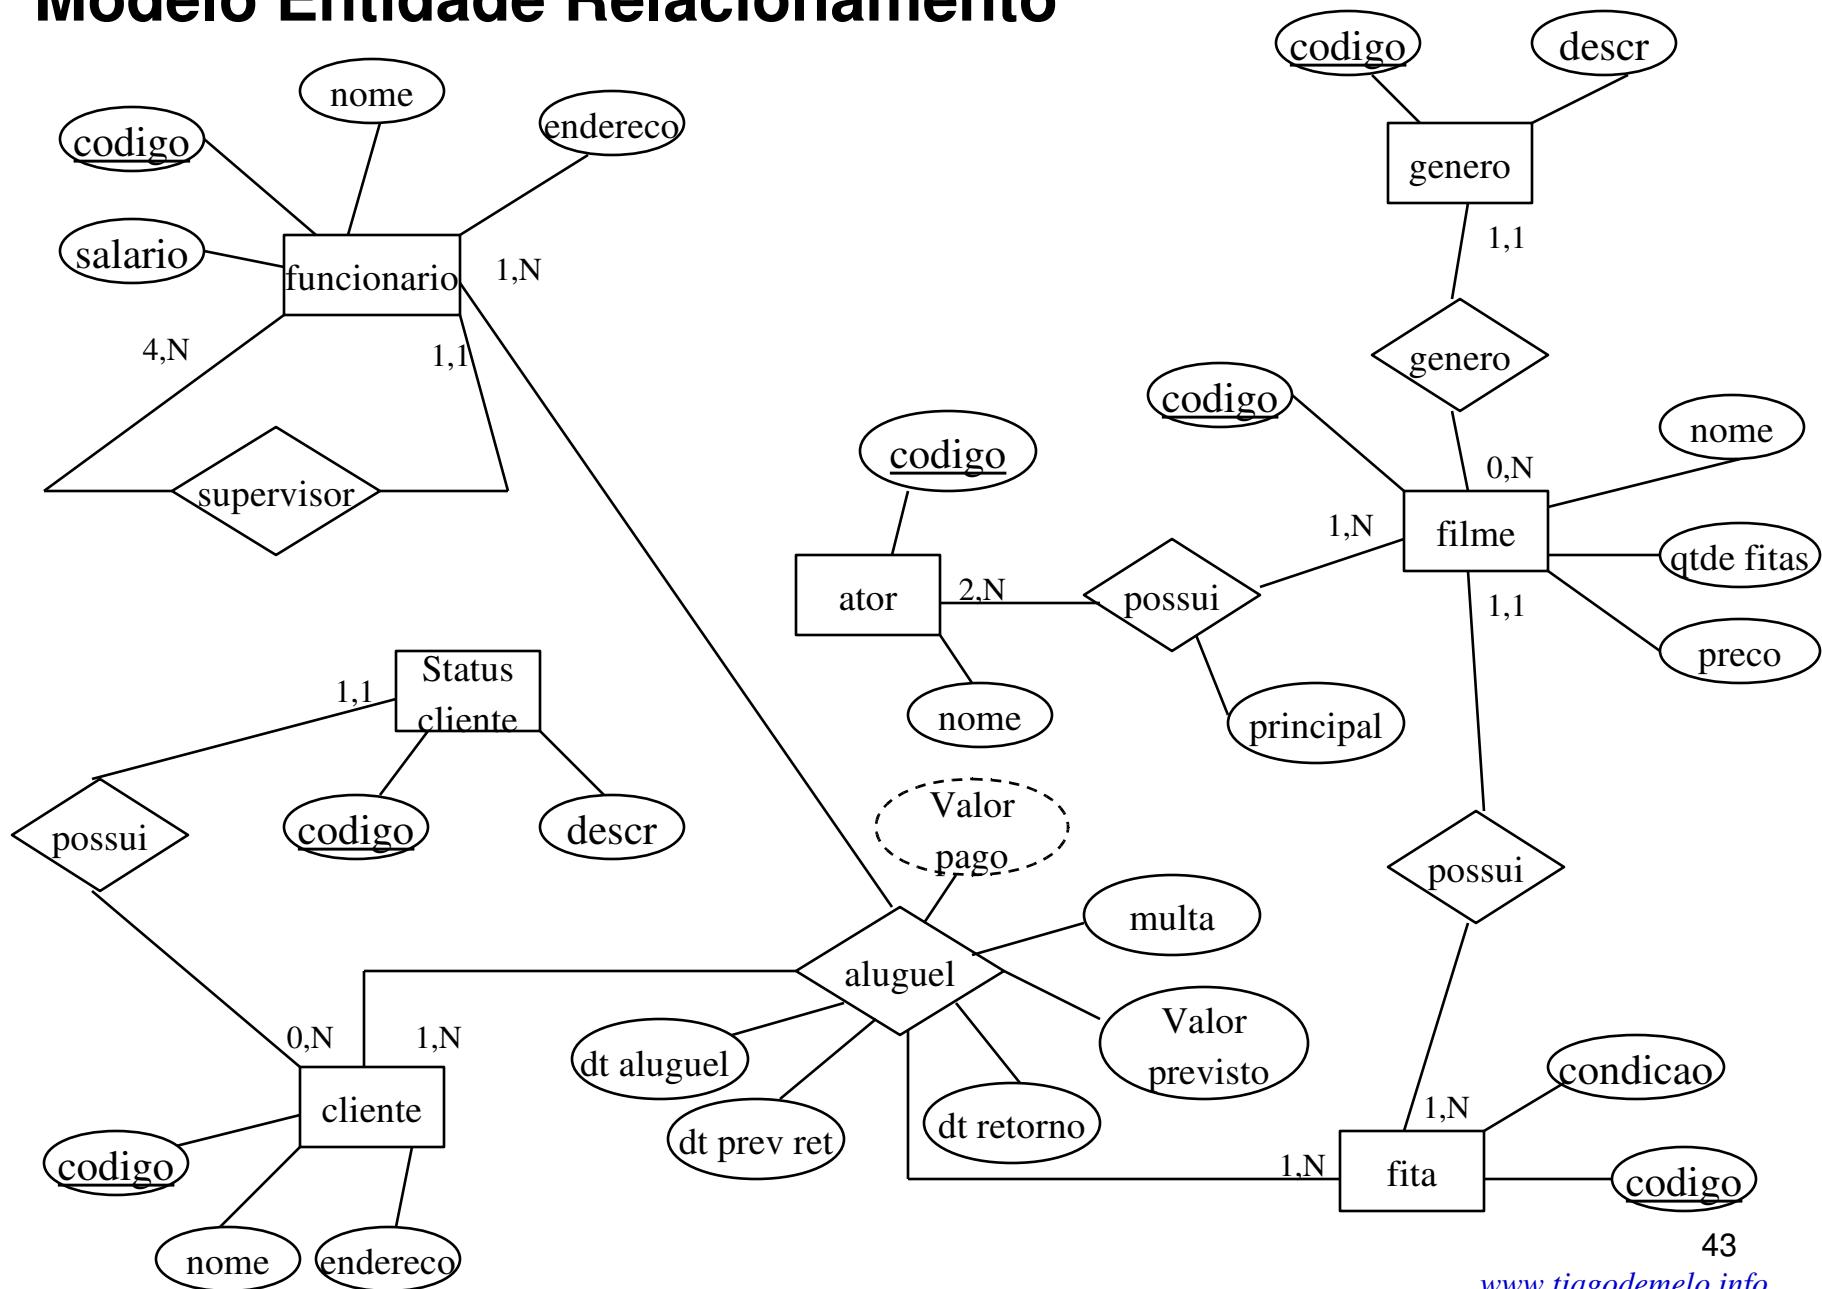 Modelo Entidade Relacionamento
codigo
descr
nome
endereco
codigo
salario
funcionario
1,N
genero
1,1
4,N
1,1
genero
codigo
nome
codigo
0,N
supervisor
1,N
filme
qtde fitas
ator
2,N
possui
1,1
preco
Status
cliente
1,1
nome
principal
possui
codigo
descr
Valor
pago
possui
multa
aluguel
Valor
previsto
0,N
1,N
dt aluguel
condicao
cliente
dt prev ret
dt retorno
1,N
codigo
1,N
fita
codigo
nome
endereco
43
www.tiagodemelo.info